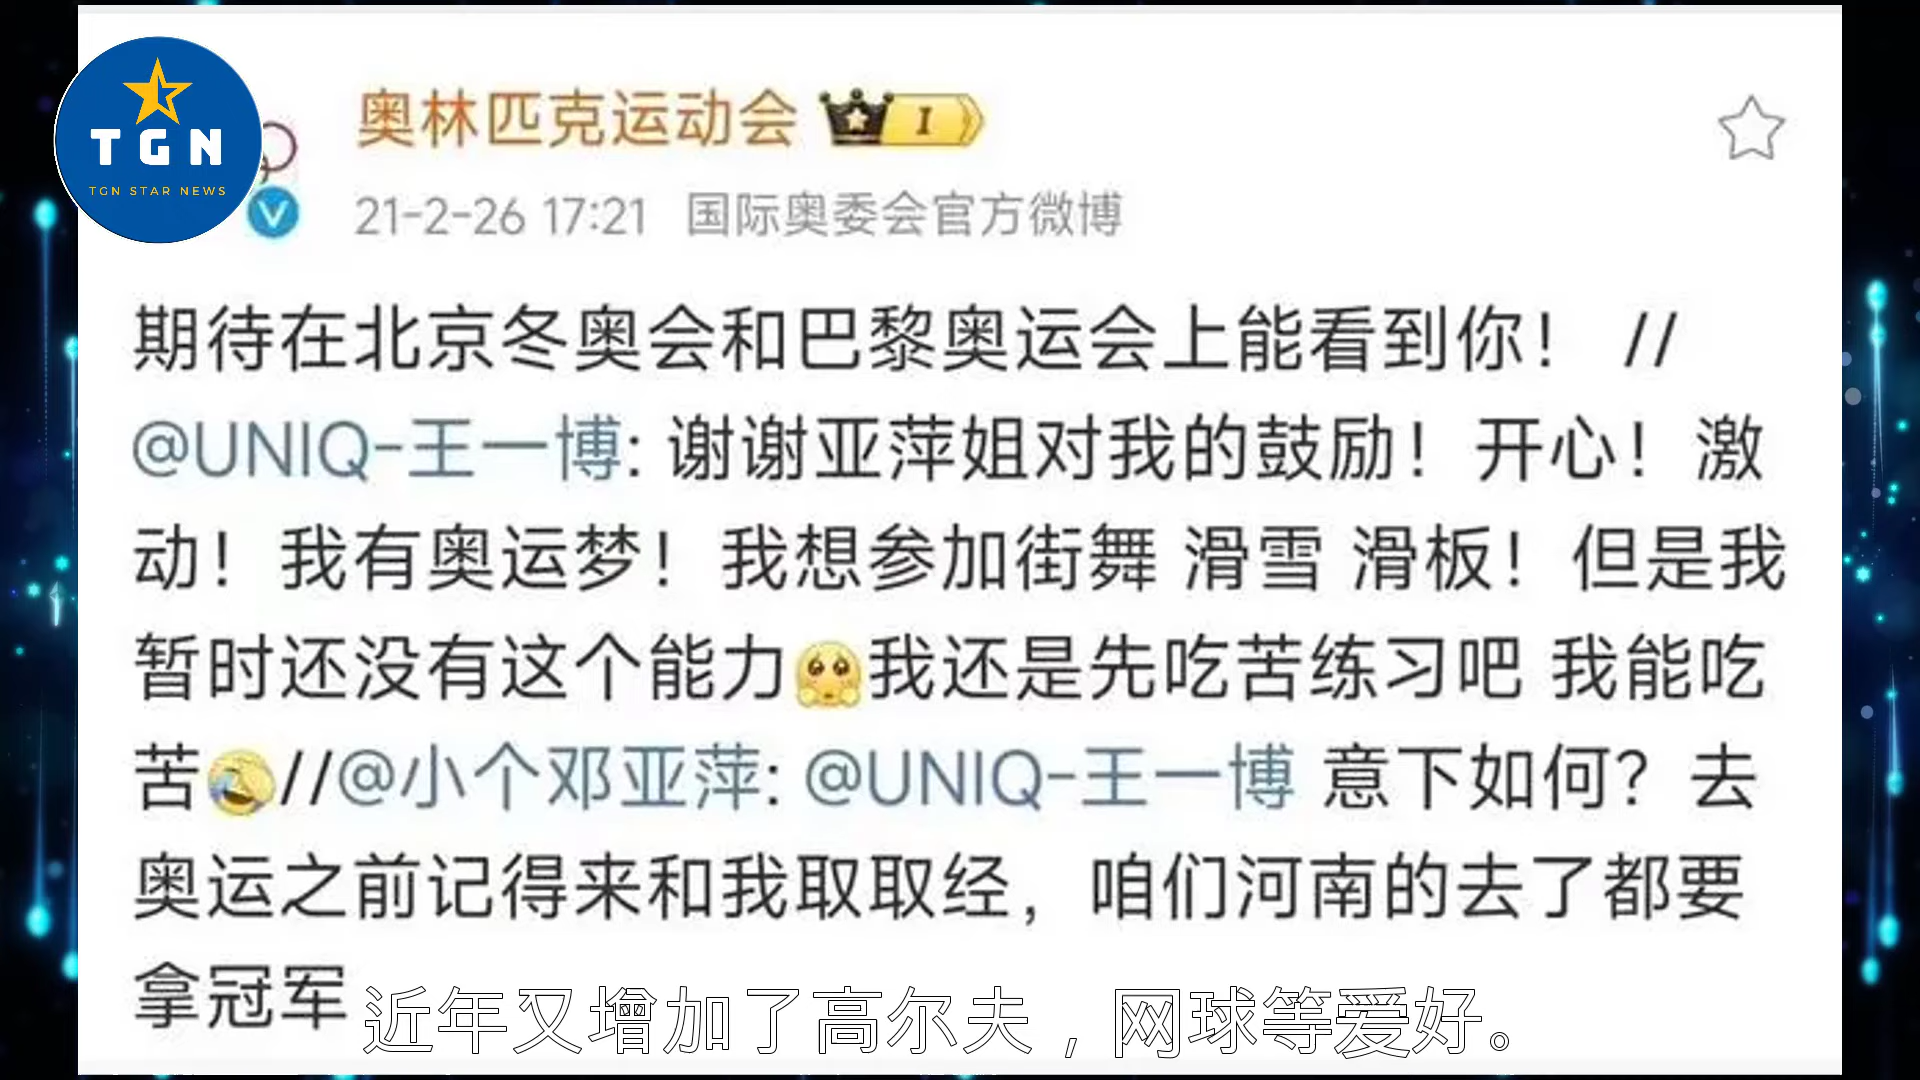 TGN
TGN STAR NEWS
奥林匹克运动会 I
V
21-2-26 17:21 国际奥委会官方微博
期待在北京冬奥会和巴黎奥运会上能看到你！ //
@UNIQ-王一博: 谢谢亚萍姐对我的鼓励！开心！激
动！我有奥运梦！我想参加街舞 滑雪 滑板！但是我
暂时还没有这个能力🥺我还是先吃苦练习吧 我能吃
苦🤣//@小个邓亚萍: @UNIQ-王一博 意下如何？去
奥运之前记得来和我取取经，咱们河南的去了都要
拿冠军
近年又增加了高尔夫，网球等爱好。